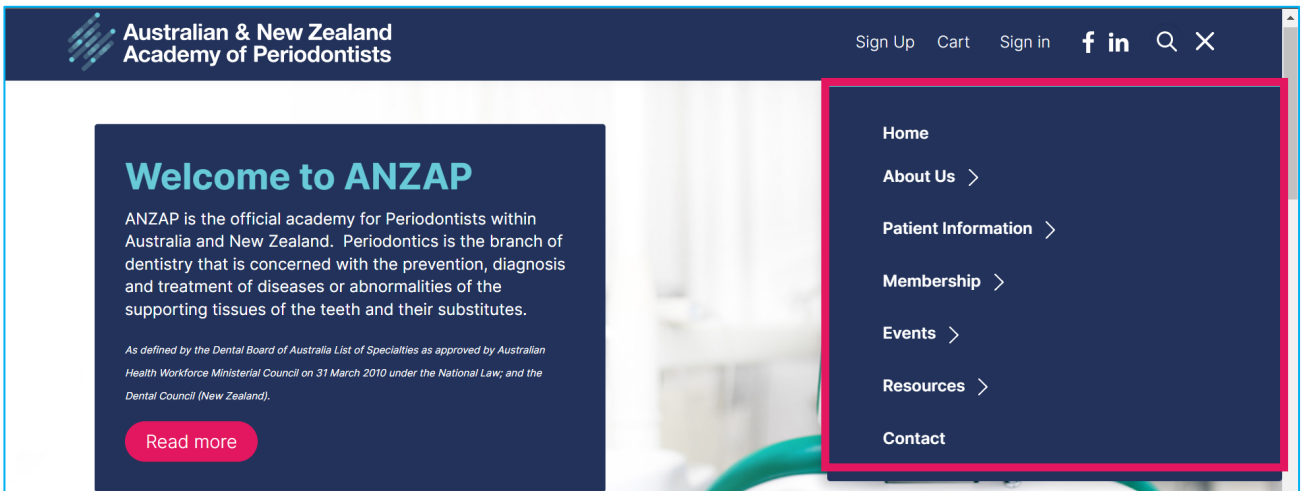 Australian & New Zealand
Academy of Periodontists
Sign Up Cart Sign in f in
Welcome to ANZAP
ANZAP is the official academy for Periodontists within
Australia and New Zealand. Periodontics is the branch of
dentistry that is concerned with the prevention, diagnosis
and treatment of diseases or abnormalities of the
supporting tissues of the teeth and their substitutes.
As defined by the Dental Board of Australia List of Specialties as approved by Australian
Health Workforce Ministerial Council on 31 March 2010 under the National Law; and the
Dental Council (New Zealand).
Read more
Home
About Us
Patient Information
Membership
Events
Resources
Contact